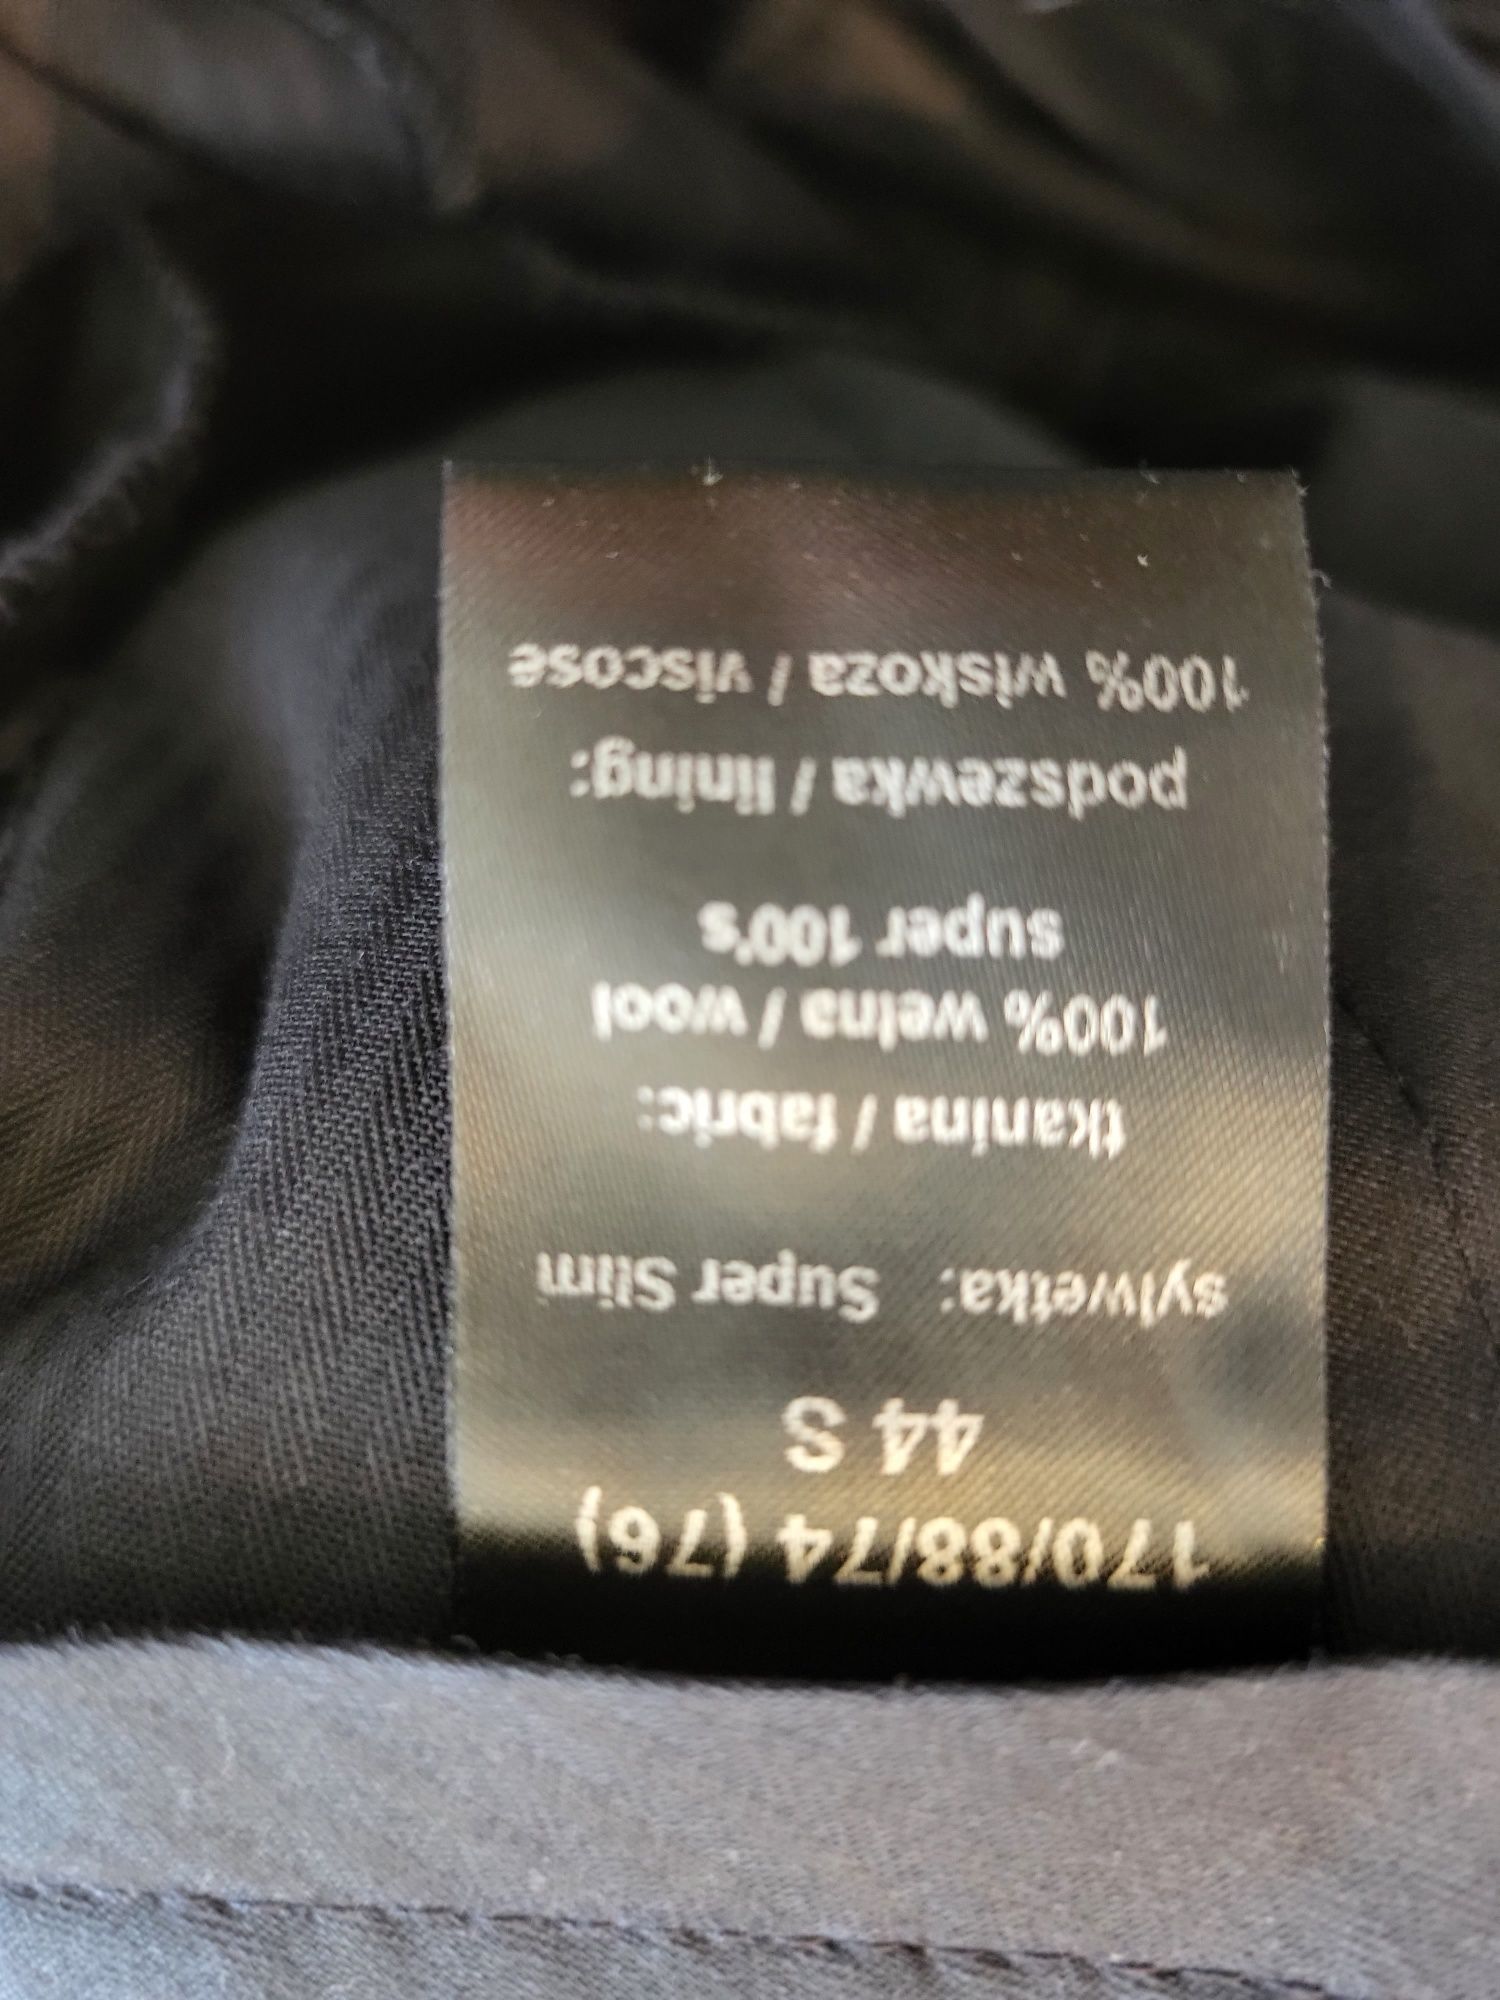 170/88/74 (76)
44 S
sylwetka: Super Slim
tkanina / fabric:
100% wełna / wool
super 100's
podszewka / lining:
100% wiskoza / viscose